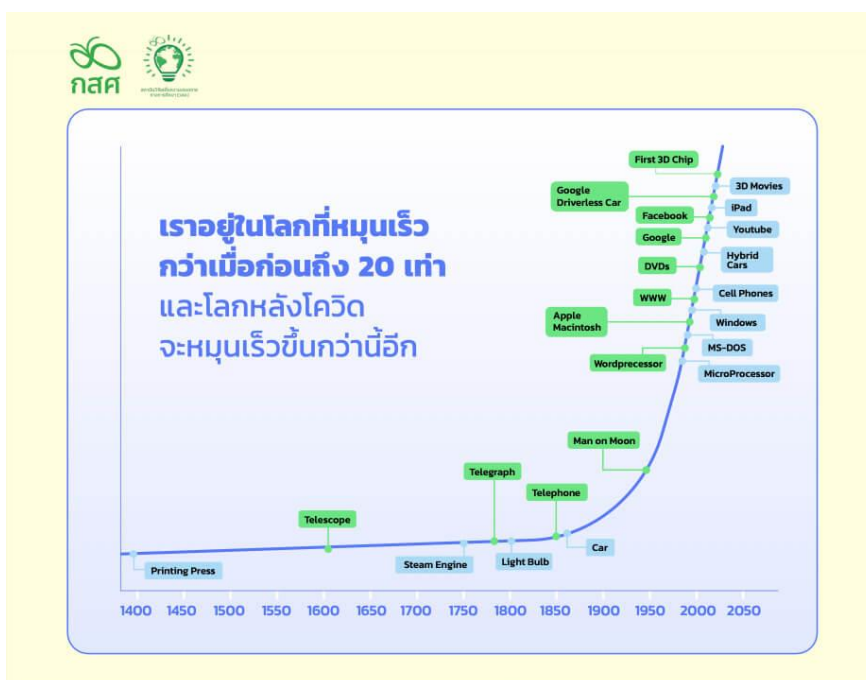 กสศ
เราอยู่ในโลกที่หมุนเร็ว
กว่าเมื่อก่อนถึง 20 เท่า
และโลกหลังโควิด
จะหมุนเร็วขึ้นกว่านี้อีก
First 3D Chip
3D Movies
Google
Driverless Car
iPad
Facebook
Youtube
Google
Hybrid
Cars
DVDs
Cell Phones
WWW
Apple
Macintosh
Windows
MS-DOS
Wordprecessor
MicroProcessor
Man on Moon
Telegraph
Telephone
Telescope
Car
Steam Engine
Light Bulb
Printing Press
1400 1450 1500 1550 1600 1650 1700 1750 1800 1850 1900 1950 2000 2050